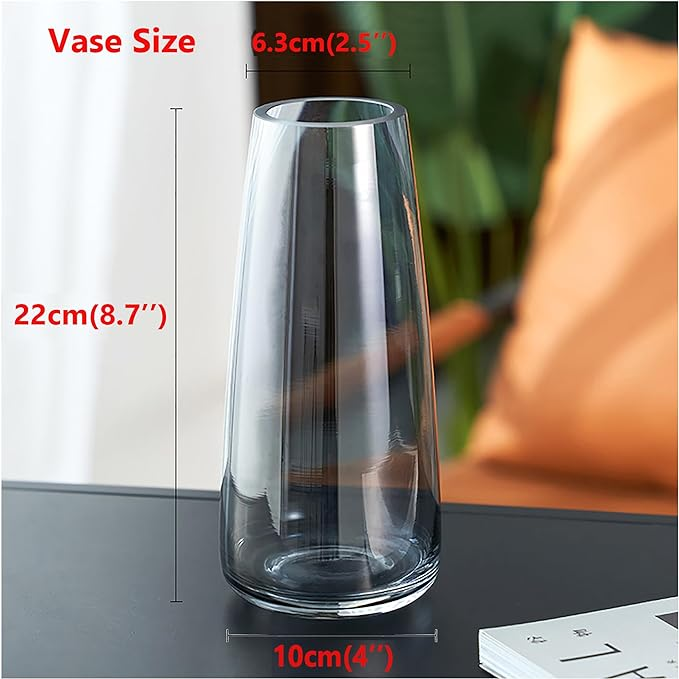 Vase Size
6.3cm(2.5’’)
22cm(8.7’’)
10cm(4’’)